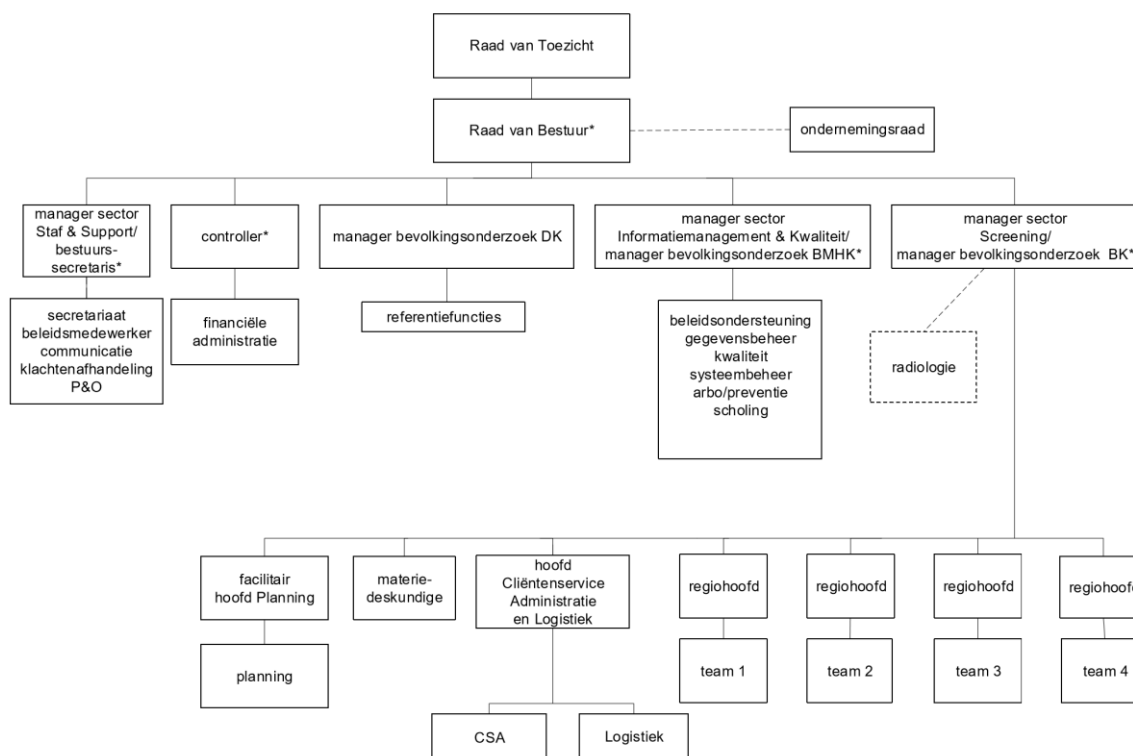 Raad van Toezicht
Raad van Bestuur*
ondernemingsraad
manager sector
Staf & Support/
bestuurs-
secretaris*
controller*
manager bevolkingsonderzoek DK
manager sector
Informatiemanagement & Kwaliteit/
manager bevolkingsonderzoek BMHK*
manager sector
Screening/
manager bevolkingsonderzoek BK*
secretariaat
beleidsmedewerker
communicatie
klachtenafhandeling
P&O
financiële
administratie
referentiefuncties
beleidsondersteuning
gegevensbeheer
kwaliteit
systeembeheer
arbo/preventie
scholing
radiologie
facilitair
hoofd Planning
materie-
deskundige
hoofd
Cliëntenservice
Administratie
en Logistiek
regiohoofd
regiohoofd
regiohoofd
regiohoofd
planning
team 1
team 2
team 3
team 4
CSA
Logistiek